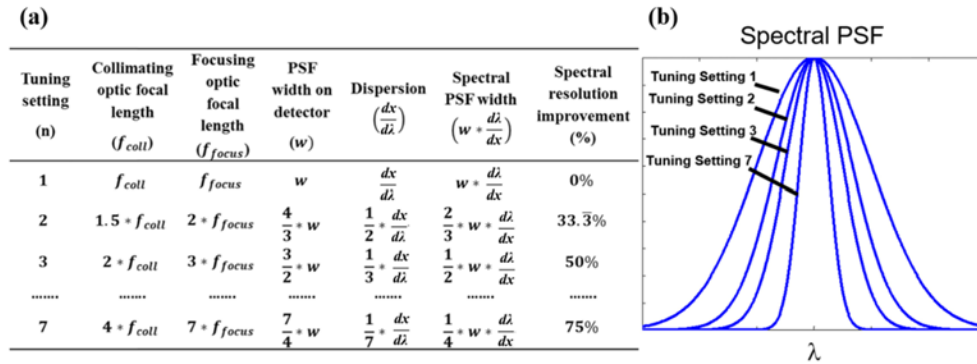 (a)
Tuning setting (n) Collimating optic focal length (f_coll) Focusing optic focal length (f_focus) PSF width on detector (w) Dispersion (dx/dλ) Spectral PSF width (w * dλ/dx) Spectral resolution improvement (%)
1 f_coll f_focus w dx/dλ w * dλ/dx 0%
2 1.5 * f_coll 2 * f_focus 4/3 * w 1/2 * dx/dλ 2/3 * w * dλ/dx 33.3̅%
3 2 * f_coll 3 * f_focus 3/2 * w 1/3 * dx/dλ 1/2 * w * dλ/dx 50%
....... ....... ....... ....... ....... ....... ....
7 4 * f_coll 7 * f_focus 7/4 * w 1/7 * dx/dλ 1/4 * w * dλ/dx 75%
(b)
Spectral PSF
Tuning Setting 1
Tuning Setting 2
Tuning Setting 3
Tuning Setting 7
λ